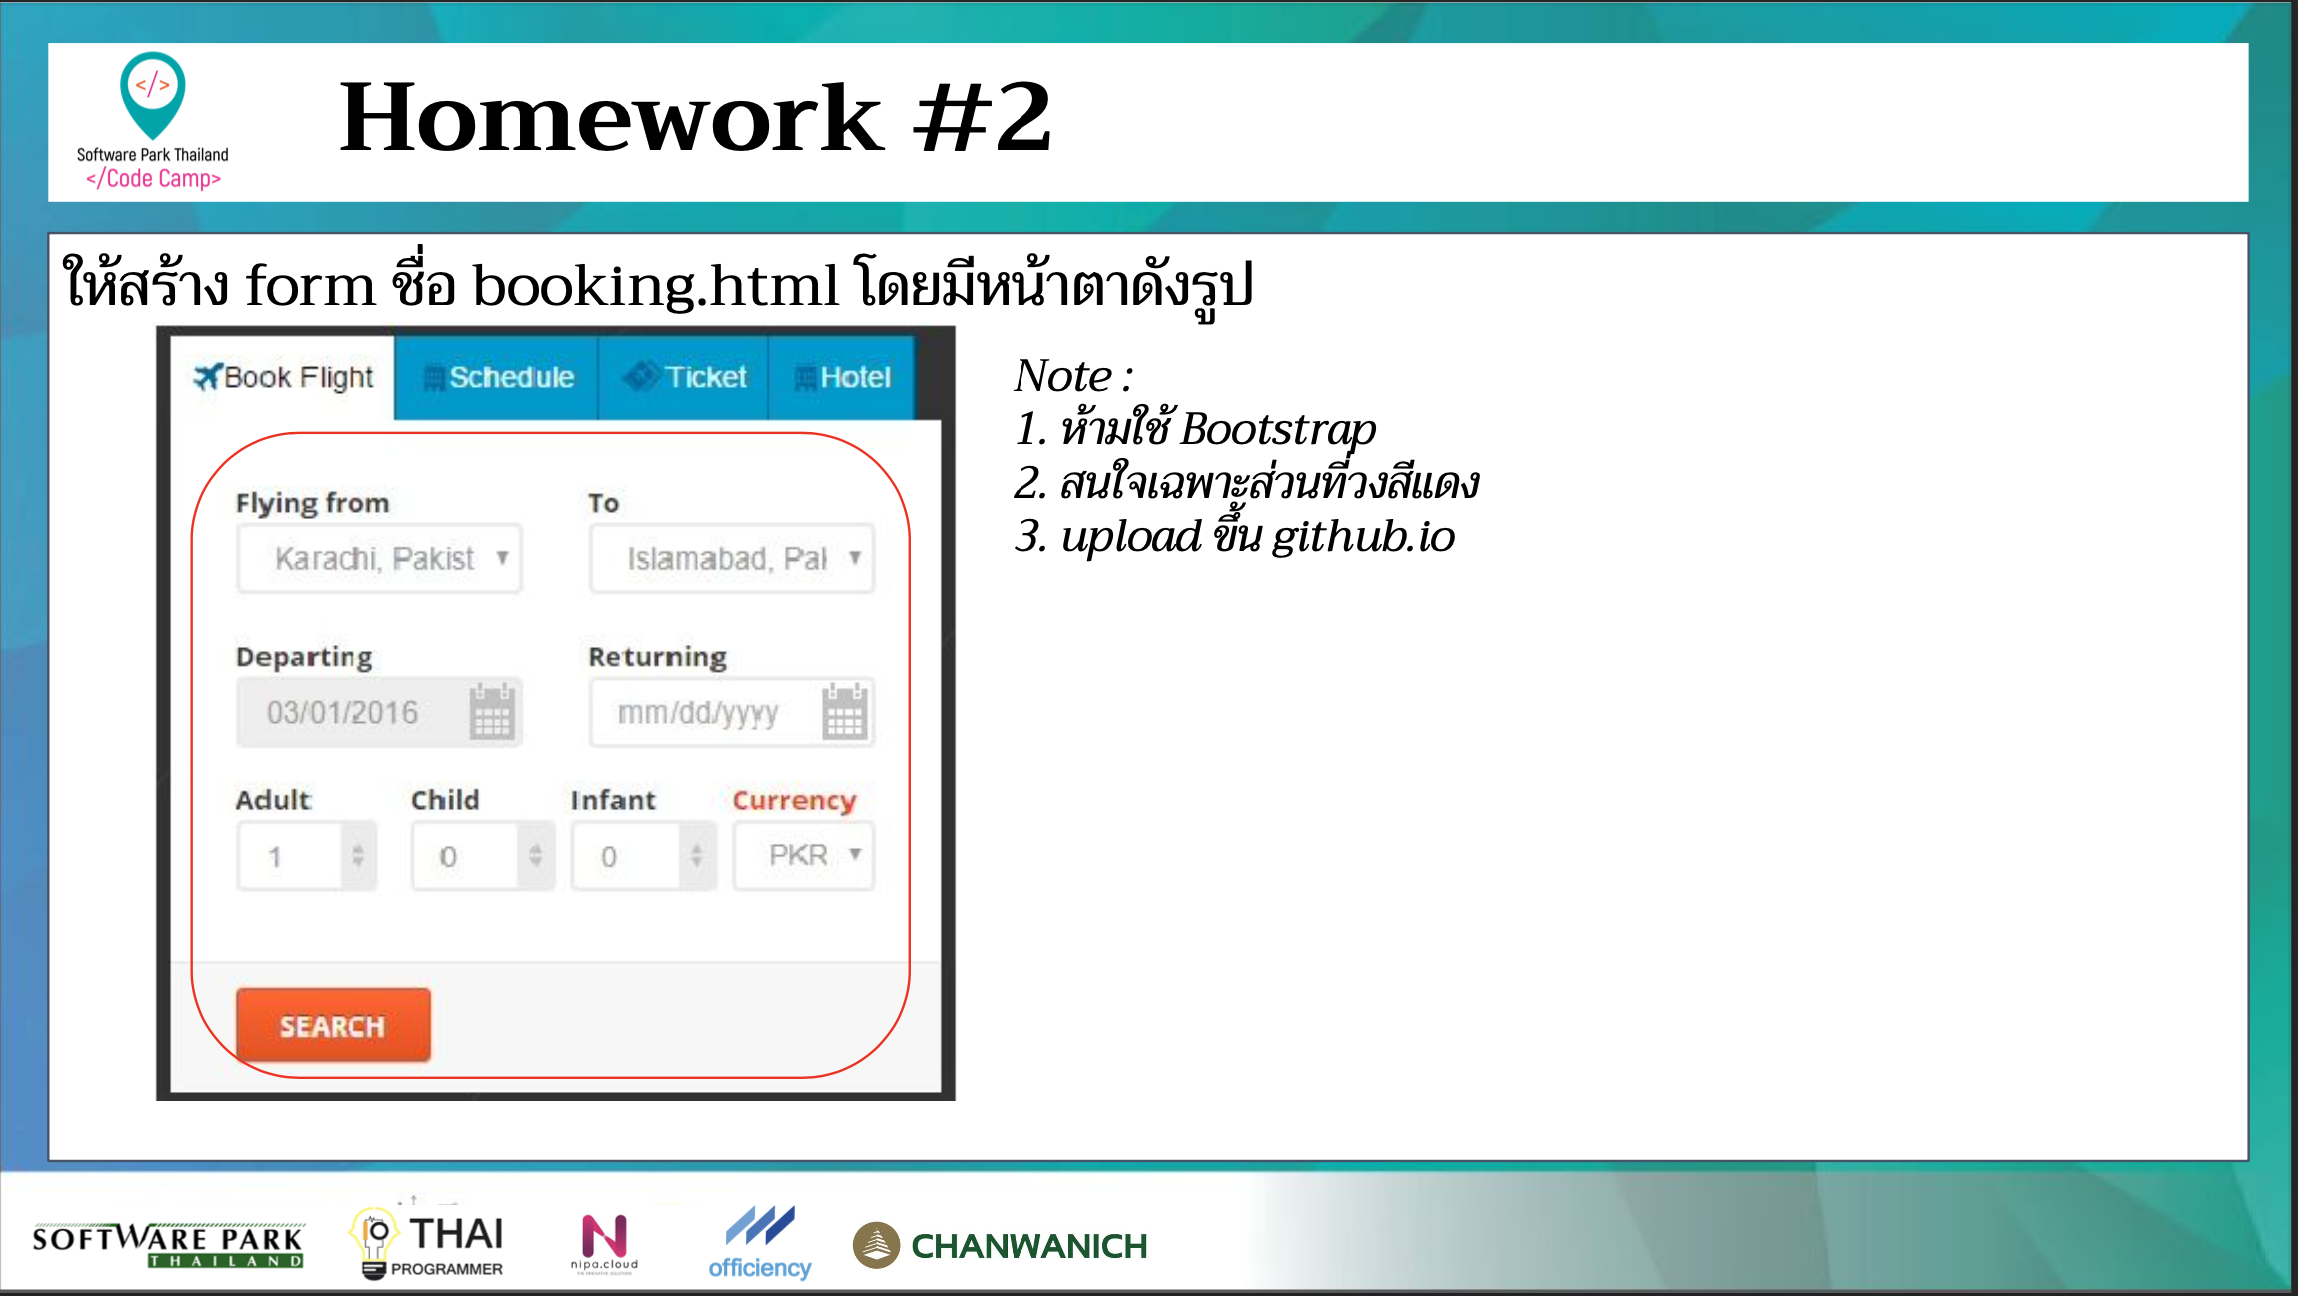 </>
Software Park Thailand
</Code Camp>
Homework #2
ให้สร้าง form ชื่อ booking.html โดยมีหน้าตาดังรูป
Book Flight
Schedule
Ticket
Hotel
Flying from
To
Karachi, Pakist
Islamabad, Pal
Departing
Returning
03/01/2016
mm/dd/yyyy
Adult
Child
Infant
Currency
1
0
0
PKR
SEARCH
Note :
1. ห้ามใช้ Bootstrap
2. สนใจเฉพาะส่วนที่วงสีแดง
3. upload ขึ้น github.io
SOFTWARE PARK
THAILAND
THAI
PROGRAMMER
N
nipa.cloud
officiency
CHANWANICH